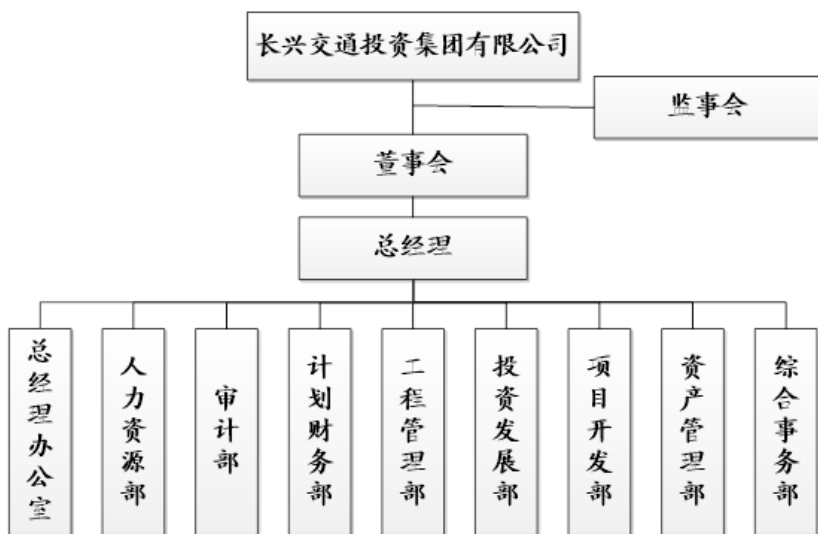 长兴交通投资集团有限公司
监事会
董事会
总经理
总经理办公室
人力资源部
审计部
计划财务部
工程管理部
投资发展部
项目开发部
资产管理部
综合事务部